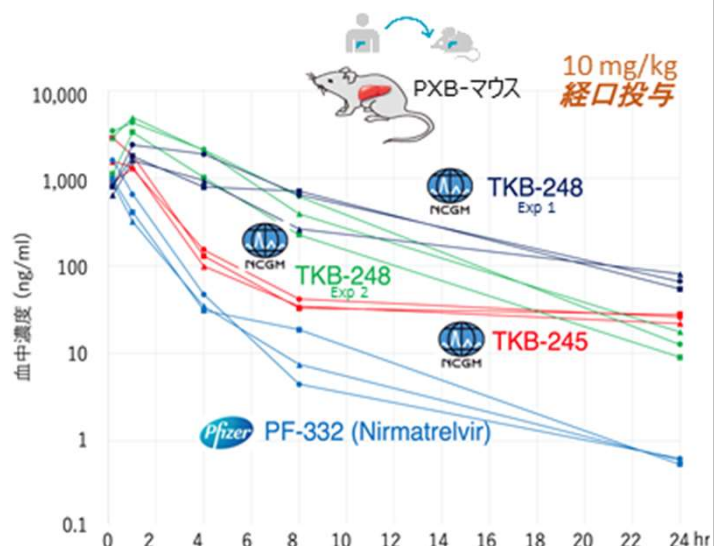 10 mg/kg
経口投与
PXB-マウス
10,000
1,000
100
10
1
0.1
血中濃度 (ng/ml)
NCGM
TKB-248
Exp 1
NCGM
TKB-248
Exp 2
NCGM
TKB-245
Pfizer
PF-332 (Nirmatrelvir)
0 2 4 6 8 10 12 14 16 18 20 22 24 hr